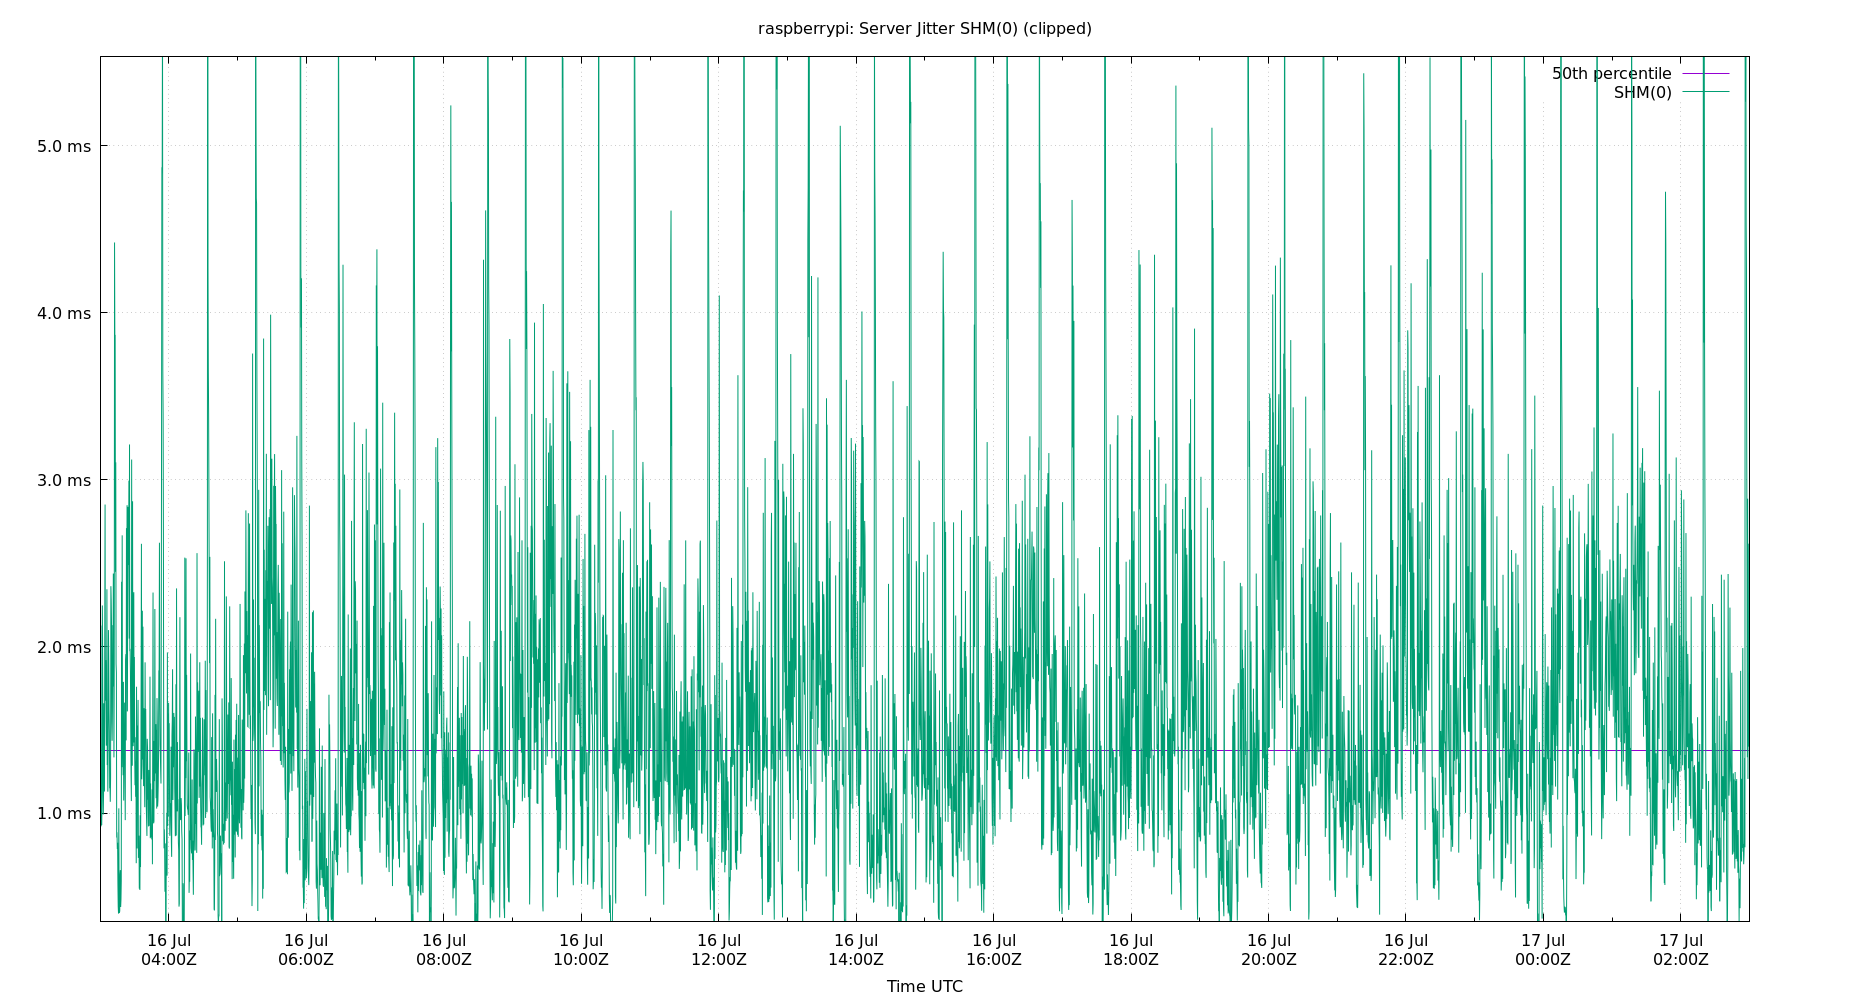 raspberrypi: Server Jitter SHM(0) (clipped)
50th percentile
SHM(0)
5.0 ms
4.0 ms
3.0 ms
2.0 ms
1.0 ms
16 Jul 16 Jul 16 Jul 16 Jul 16 Jul 16 Jul 16 Jul 16 Jul 16 Jul 16 Jul 17 Jul 17 Jul
04:00Z 06:00Z 08:00Z 10:00Z 12:00Z 14:00Z 16:00Z 18:00Z 20:00Z 22:00Z 00:00Z 02:00Z
Time UTC